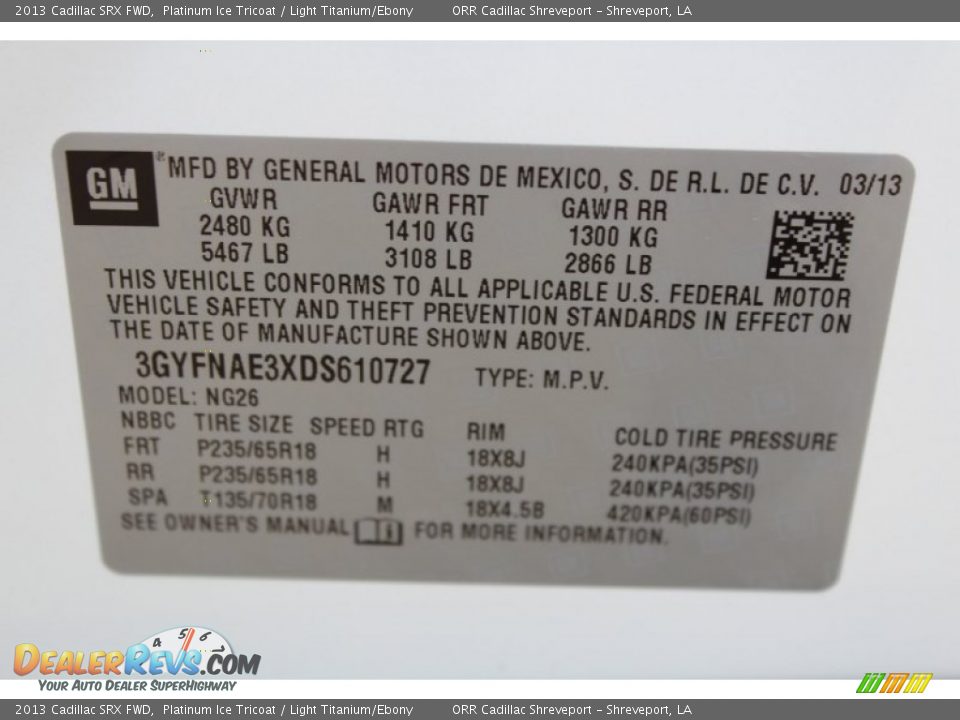 2013 Cadillac SRX FWD, Platinum Ice Tricoat / Light Titanium/Ebony ORR Cadillac Shreveport - Shreveport, LA
GM ® MFD BY GENERAL MOTORS DE MEXICO, S. DE R.L. DE C.V. 03/13
GVWR GAWR FRT GAWR RR
2480 KG 1410 KG 1300 KG
5467 LB 3108 LB 2866 LB
THIS VEHICLE CONFORMS TO ALL APPLICABLE U.S. FEDERAL MOTOR
VEHICLE SAFETY AND THEFT PREVENTION STANDARDS IN EFFECT ON
THE DATE OF MANUFACTURE SHOWN ABOVE.
3GYFNAE3XDS610727 TYPE: M.P.V.
MODEL: NG26
NBBC TIRE SIZE SPEED RTG RIM COLD TIRE PRESSURE
FRT P235/65R18 H 18X8J 240KPA(35PSI)
RR P235/65R18 H 18X8J 240KPA(35PSI)
SPA T135/70R18 M 18X4.5B 420KPA(60PSI)
SEE OWNER'S MANUAL FOR MORE INFORMATION.
4 5 6
DEALERREVS.COM
YOUR AUTO DEALER SUPERHIGHWAY
2013 Cadillac SRX FWD, Platinum Ice Tricoat / Light Titanium/Ebony ORR Cadillac Shreveport - Shreveport, LA